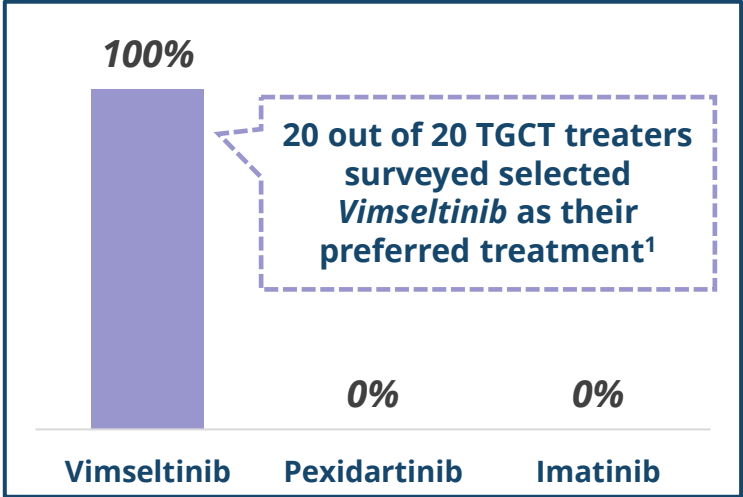 100%
20 out of 20 TGCT treaters
surveyed selected
Vimseltinib as their
preferred treatment¹
0%
0%
Vimseltinib
Pexidartinib
Imatinib